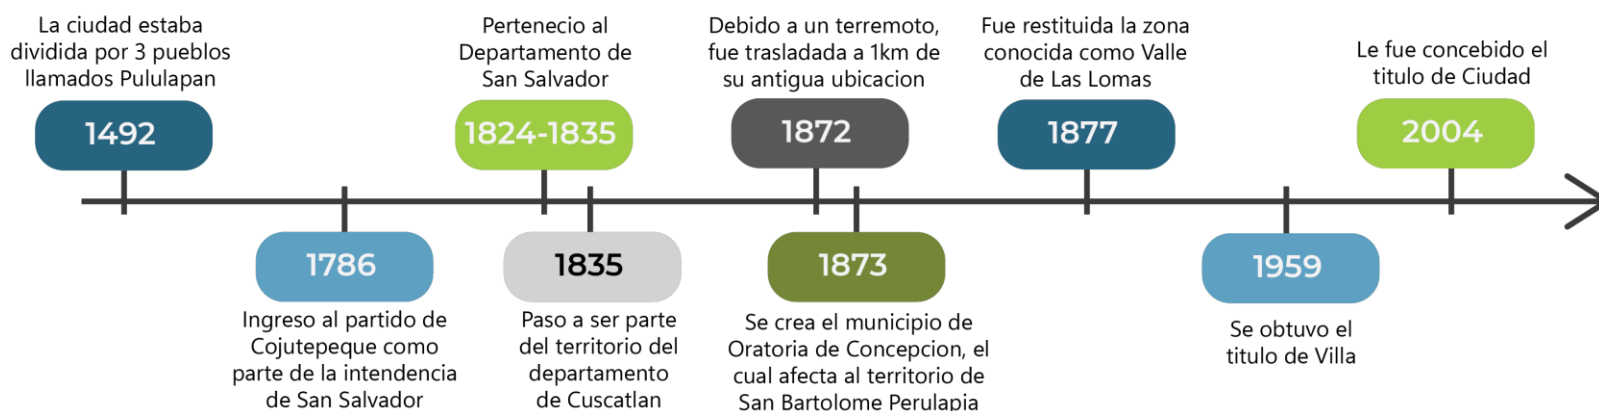 La ciudad estaba
dividida por 3 pueblos
llamados Pululapan
1492
1786
Ingreso al partido de
Cojutepeque como
parte de la intendencia
de San Salvador
Pertenecio al
Departamento de
San Salvador
1824-1835
1835
Paso a ser parte
del territorio del
departamento
de Cuscatlan
Debido a un terremoto,
fue trasladada a 1km de
su antigua ubicacion
1872
1873
Se crea el municipio de
Oratoria de Concepcion, el
cual afecta al territorio de
San Bartolome Perulapia
Fue restituida la zona
conocida como Valle
de Las Lomas
1877
1959
Se obtuvo el
titulo de Villa
Le fue concebido el
titulo de Ciudad
2004